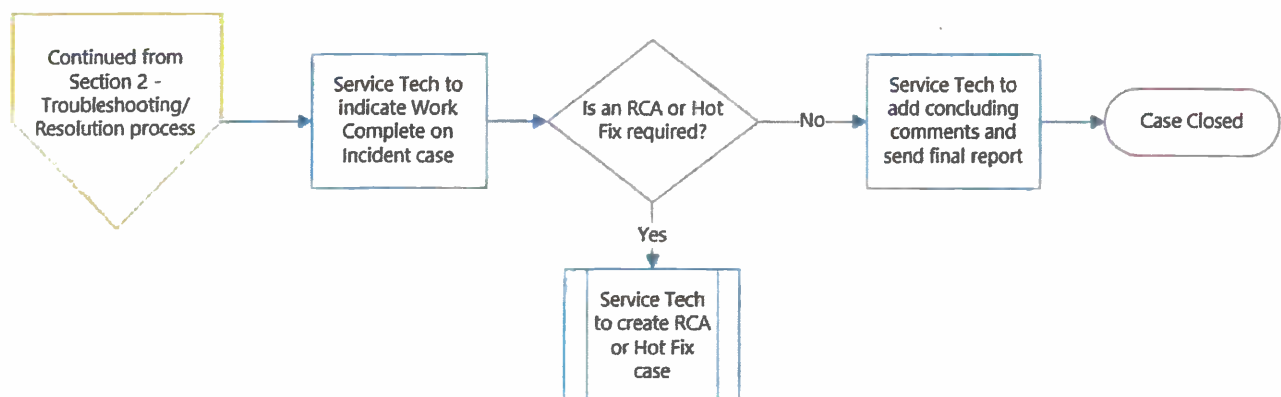 Continued from
Section 2 -
Troubleshooting/
Resolution process
Service Tech to
indicate Work
Complete on
Incident case
Is an RCA or Hot
Fix required?
No
Service Tech to
add concluding
comments and
send final report
Case Closed
Yes
Service Tech
to create RCA
or Hot Fix
case